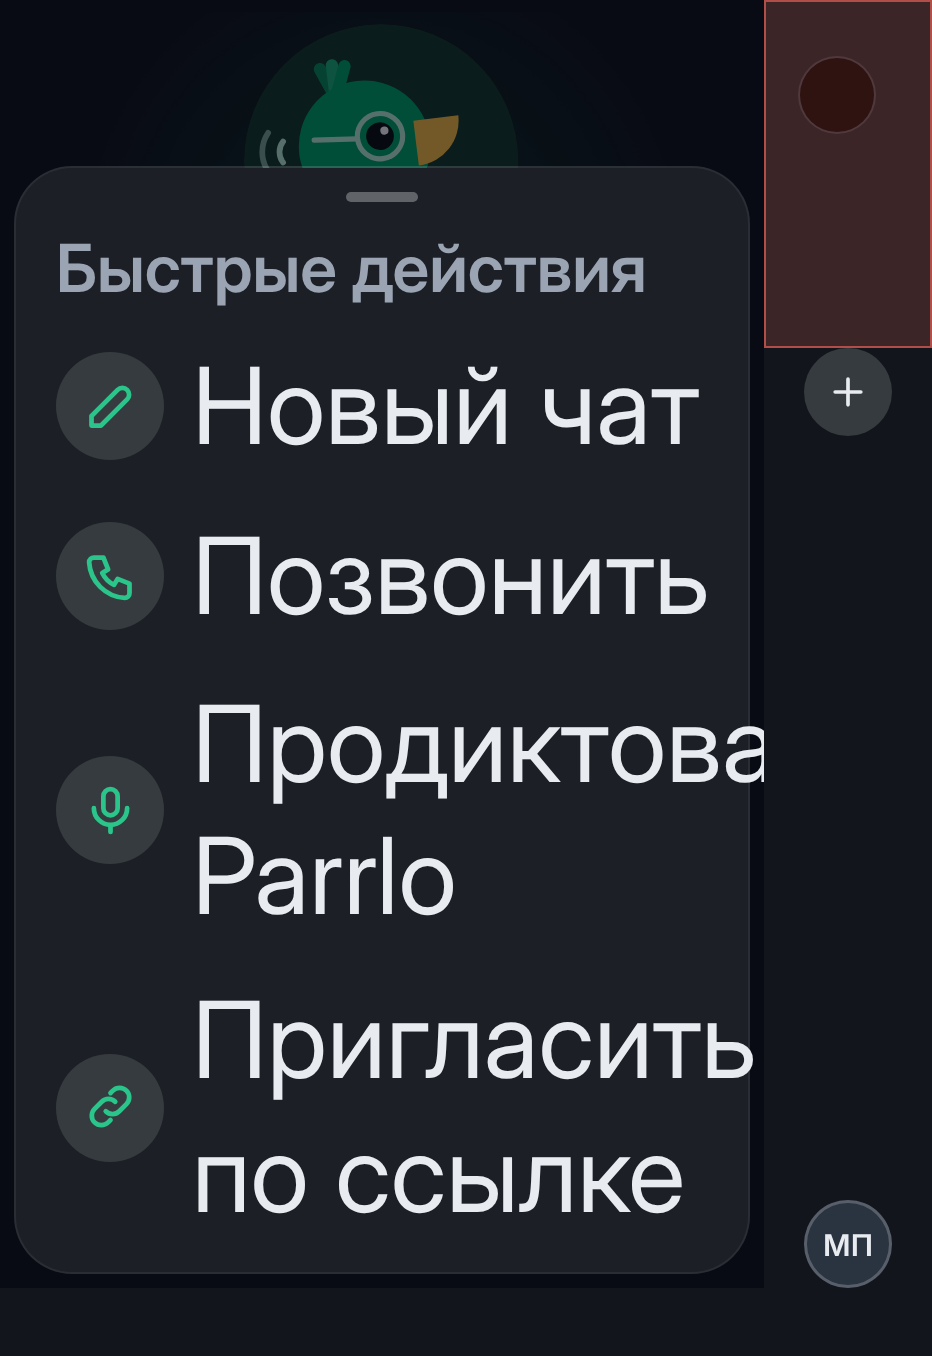 Быстрые действия
Новый чат
Позвонить
Продиктова
Parrlo
Пригласить
по ссылке
МП